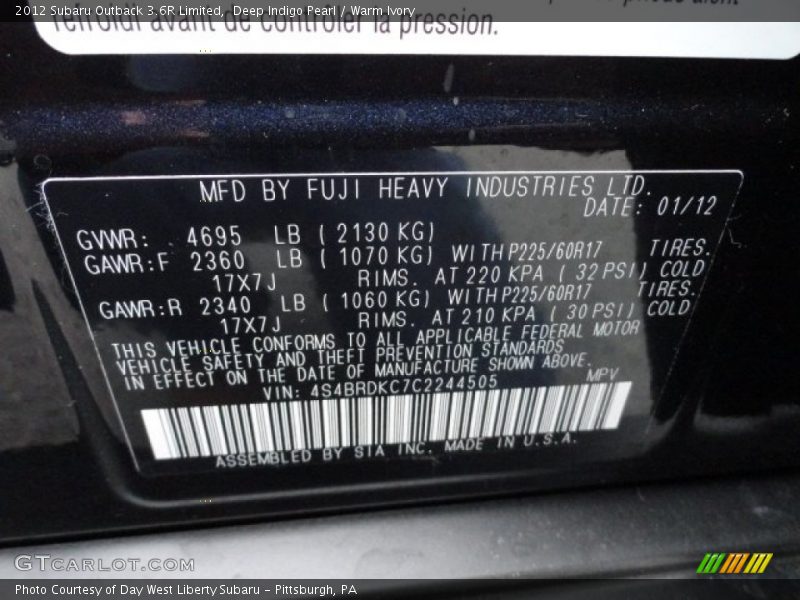 2012 Subaru Outback 3.6R Limited, Deep Indigo Pearl / Warm Ivory
refroidi avant de contrôler la pression.
MFD BY FUJI HEAVY INDUSTRIES LTD.
DATE: 01/12
GVWR: 4695 LB ( 2130 KG)
GAWR:F 2360 LB ( 1070 KG) WITH P225/60R17 TIRES.
17X7J RIMS. AT 220 KPA ( 32 PSI) COLD
GAWR:R 2340 LB ( 1060 KG) WITH P225/60R17 TIRES.
17X7J RIMS. AT 210 KPA ( 30 PSI) COLD
THIS VEHICLE CONFORMS TO ALL APPLICABLE FEDERAL MOTOR
VEHICLE SAFETY AND THEFT PREVENTION STANDARDS
IN EFFECT ON THE DATE OF MANUFACTURE SHOWN ABOVE.
VIN: 4S4BRDKC7C2244505 MPV
ASSEMBLED BY SIA INC. MADE IN U.S.A.
GTCARLOT.COM
Photo Courtesy of Day West Liberty Subaru - Pittsburgh, PA